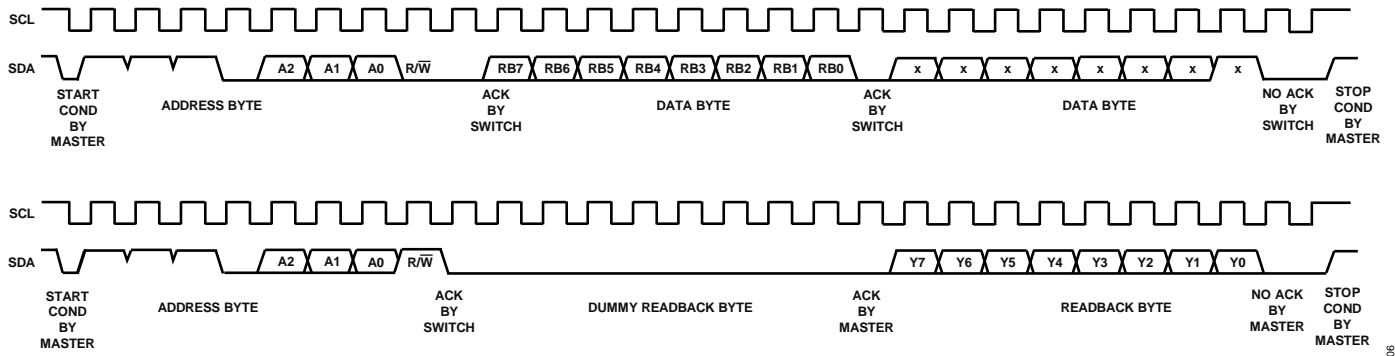 SCL
SDA A2 A1 A0 R/W RB7 RB6 RB5 RB4 RB3 RB2 RB1 RB0 x x x x x x x x
START COND BY MASTER
ADDRESS BYTE
ACK BY SWITCH
DATA BYTE
ACK BY SWITCH
DATA BYTE
NO ACK BY SWITCH
STOP COND BY MASTER
SCL
SDA A2 A1 A0 R/W Y7 Y6 Y5 Y4 Y3 Y2 Y1 Y0
START COND BY MASTER
ADDRESS BYTE
ACK BY SWITCH
DUMMY READBACK BYTE
ACK BY MASTER
READBACK BYTE
NO ACK BY MASTER
STOP COND BY MASTER
06